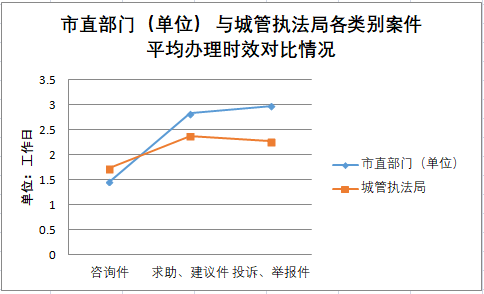 市直部门（单位）与城管执法局各类别案件
平均办理时效对比情况
单位：工作日
3.5
3
2.5
2
1.5
1
0.5
0
咨询件 求助、建议件 投诉、举报件
市直部门（单位）
城管执法局